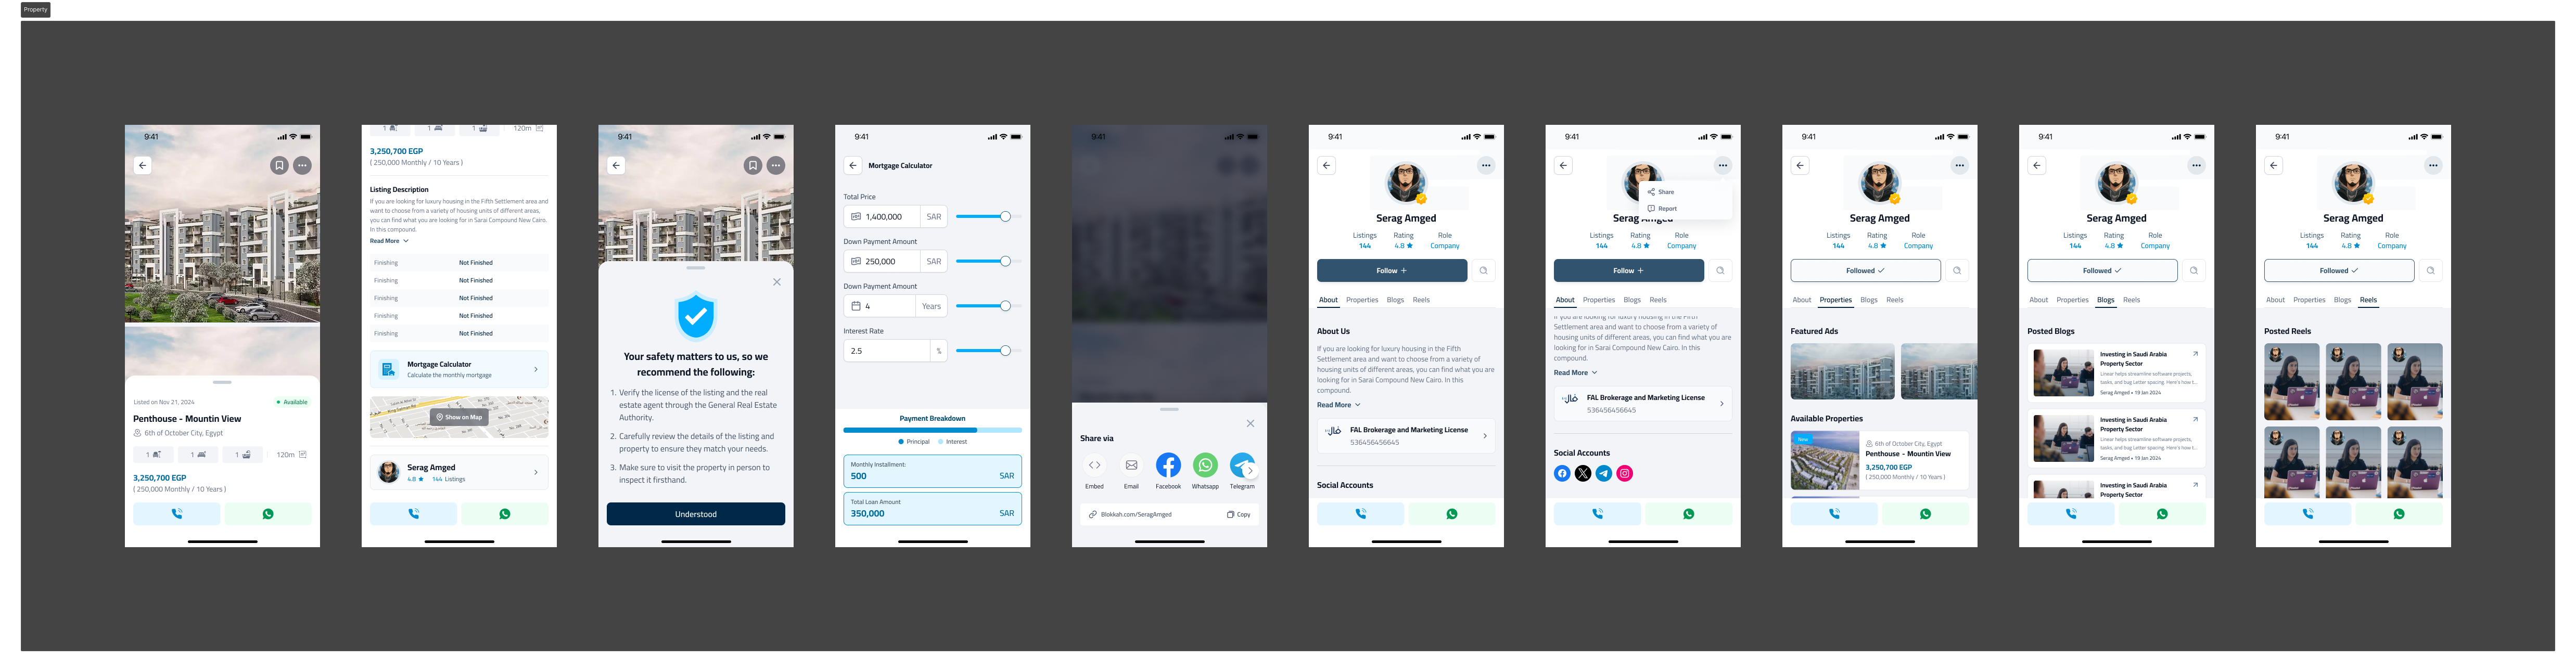 Property
9:41
Listed on Nov 21, 2024
Available
Penthouse - Mountin View
6th of October City, Egypt
1
1
1
120m
3,250,700 EGP
( 250,000 Monthly / 10 Years )
1
1
1
120m
3,250,700 EGP
( 250,000 Monthly / 10 Years )
Listing Description
If you are looking for luxury housing in the Fifth Settlement area and
want to choose from a variety of housing units of different areas,
you can find what you are looking for in Sarai Compound New Cairo.
In this compound.
Read More
Finishing Not Finished
Finishing Not Finished
Finishing Not Finished
Finishing Not Finished
Finishing Not Finished
Mortgage Calculator
Calculate the monthly mortgage
Show on Map
Serag Amged
4.8 144 Listings
9:41
Your safety matters to us, so we
recommend the following:
1. Verify the license of the listing and the real
estate agent through the General Real Estate
Authority.
2. Carefully review the details of the listing and
property to ensure they match your needs.
3. Make sure to visit the property in person to
inspect it firsthand.
Understood
9:41
Mortgage Calculator
Total Price
1,400,000 SAR
Down Payment Amount
250,000 SAR
Down Payment Amount
4 Years
Interest Rate
2.5 %
Payment Breakdown
Principal Interest
Monthly Installment:
500 SAR
Total Loan Amount
350,000 SAR
9:41
Share via
Embed Email Facebook Whatsapp Telegram
Blokkah.com/SeragAmged Copy
9:41
Serag Amged
Listings Rating Role
144 4.8 Company
Follow +
About Properties Blogs Reels
About Us
If you are looking for luxury housing in the Fifth
Settlement area and want to choose from a variety of
housing units of different areas, you can find what you are
looking for in Sarai Compound New Cairo. In this
compound.
Read More
فال
FAL Brokerage and Marketing License
536456456645
Social Accounts
9:41
Share
Report
Serag Amged
Listings Rating Role
144 4.8 Company
Follow +
About Properties Blogs Reels
If you are looking for luxury housing in the Fifth
Settlement area and want to choose from a variety of
housing units of different areas, you can find what you are
looking for in Sarai Compound New Cairo. In this
compound.
Read More
فال
FAL Brokerage and Marketing License
536456456645
Social Accounts
9:41
Serag Amged
Listings Rating Role
144 4.8 Company
Followed
About Properties Blogs Reels
Featured Ads
Available Properties
New
6th of October City, Egypt
Penthouse - Mountin View
3,250,700 EGP
( 250,000 Monthly / 10 Years )
9:41
Serag Amged
Listings Rating Role
144 4.8 Company
Followed
About Properties Blogs Reels
Posted Blogs
Investing in Saudi Arabia
Property Sector
Linear helps streamline software projects,
tasks, and bug Letter spacing. Here's how t...
Serag Amged • 19 Jan 2024
Investing in Saudi Arabia
Property Sector
Linear helps streamline software projects,
tasks, and bug Letter spacing. Here's how t...
Serag Amged • 19 Jan 2024
Investing in Saudi Arabia
Property Sector
9:41
Serag Amged
Listings Rating Role
144 4.8 Company
Followed
About Properties Blogs Reels
Posted Reels